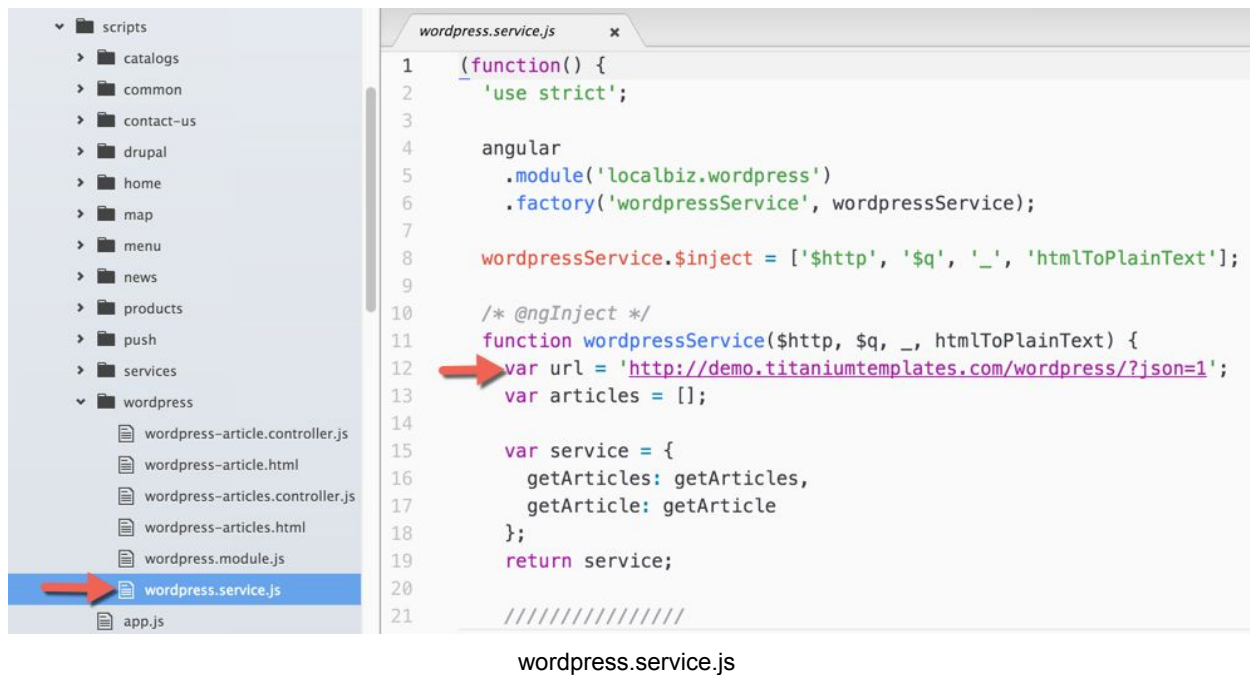 scripts
catalogs
common
contact-us
drupal
home
map
menu
news
products
push
services
wordpress
wordpress-article.controller.js
wordpress-article.html
wordpress-articles.controller.js
wordpress-articles.html
wordpress.module.js
wordpress.service.js
app.js
wordpress.service.js x
1 (function() {
2 'use strict';
3
4 angular
5 .module('localbiz.wordpress')
6 .factory('wordpressService', wordpressService);
7
8 wordpressService.$inject = ['$http', '$q', '_', 'htmlToPlainText'];
9
10 /* @ngInject */
11 function wordpressService($http, $q, _, htmlToPlainText) {
12 var url = 'http://demo.titaniumtemplates.com/wordpress/?json=1';
13 var articles = [];
14
15 var service = {
16 getArticles: getArticles,
17 getArticle: getArticle
18 };
19 return service;
20
21 ////////////////
wordpress.service.js